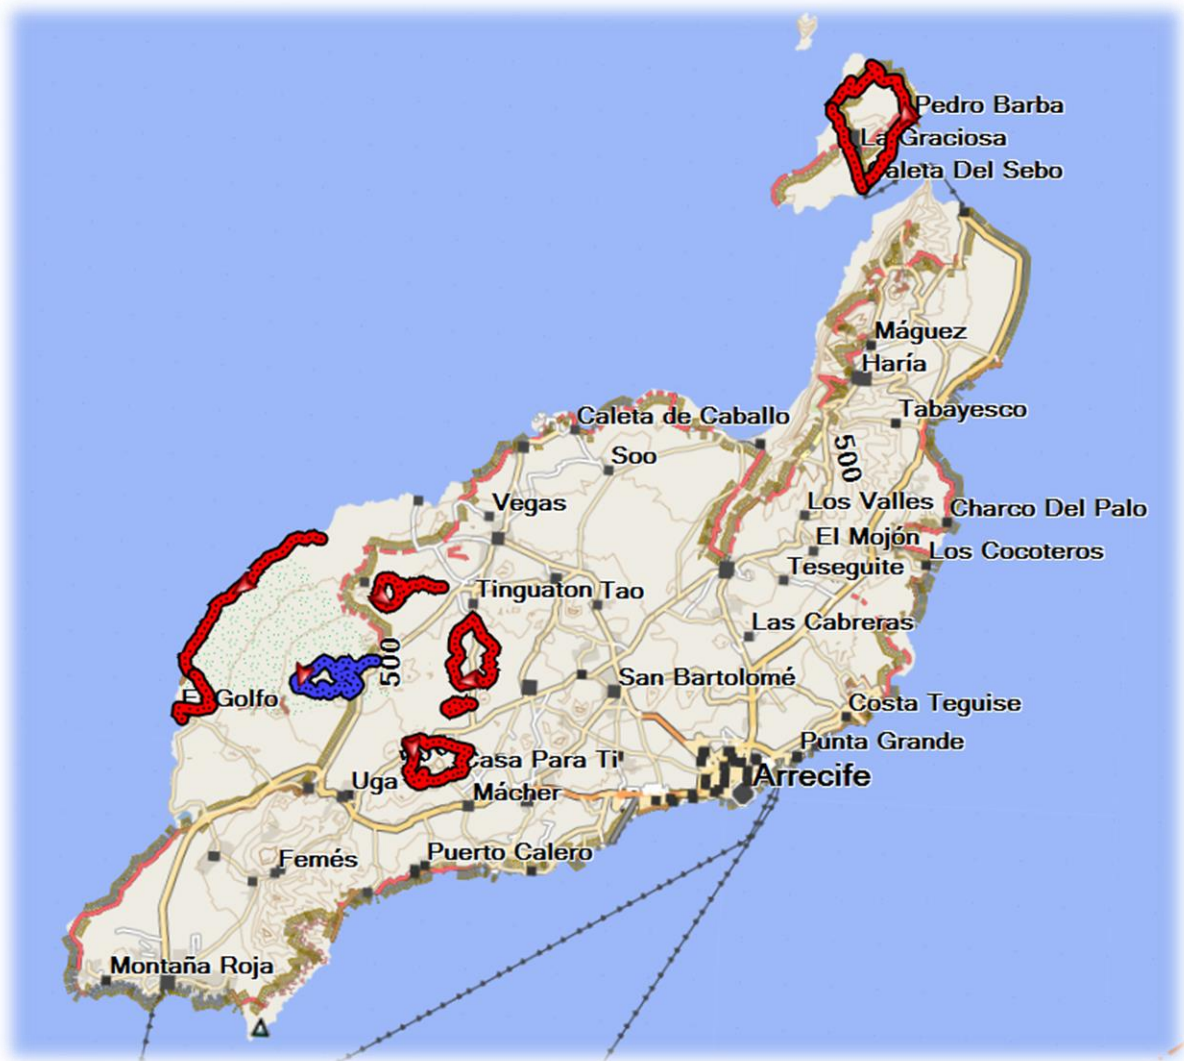 Pedro Barba
La Graciosa
aleta Del Sebo
Máguez
Haría
Tabayesco
Caleta de Caballo
500
Soo
Vegas
Los Valles
Charco Del Palo
El Mojón
Los Cocoteros
Teseguite
Tinguaton
Tao
Las Cabreras
500
San Bartolomé
El Golfo
Costa Teguise
Punta Grande
Casa Para Ti
Arrecife
Uga
Mácher
Femés
Puerto Calero
Montaña Roja